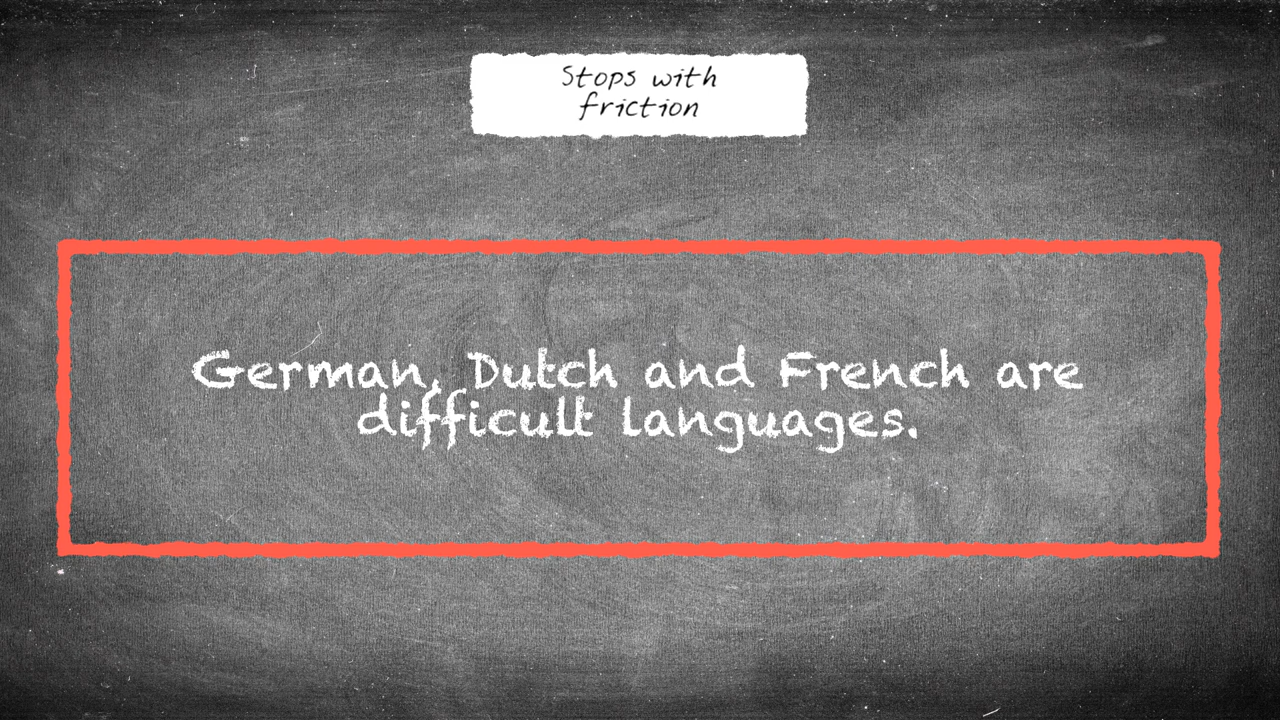 Stops with
friction
German, Dutch and French are
difficult languages.